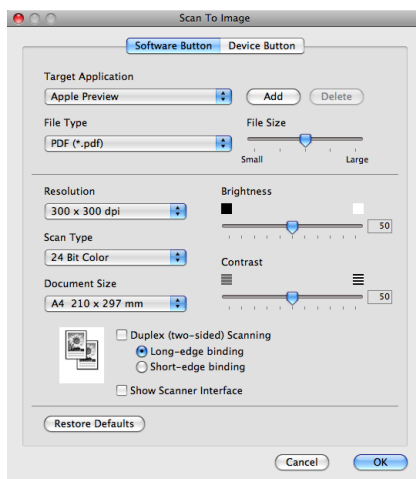 Scan To Image
Software Button Device Button
Target Application
Apple Preview Add Delete
File Type File Size
PDF (*.pdf)
Small Large
Resolution Brightness
300 x 300 dpi
50
Scan Type
24 Bit Color
Contrast
Document Size
A4 210 x 297 mm 50
Duplex (two-sided) Scanning
Long-edge binding
Short-edge binding
Show Scanner Interface
Restore Defaults
Cancel OK